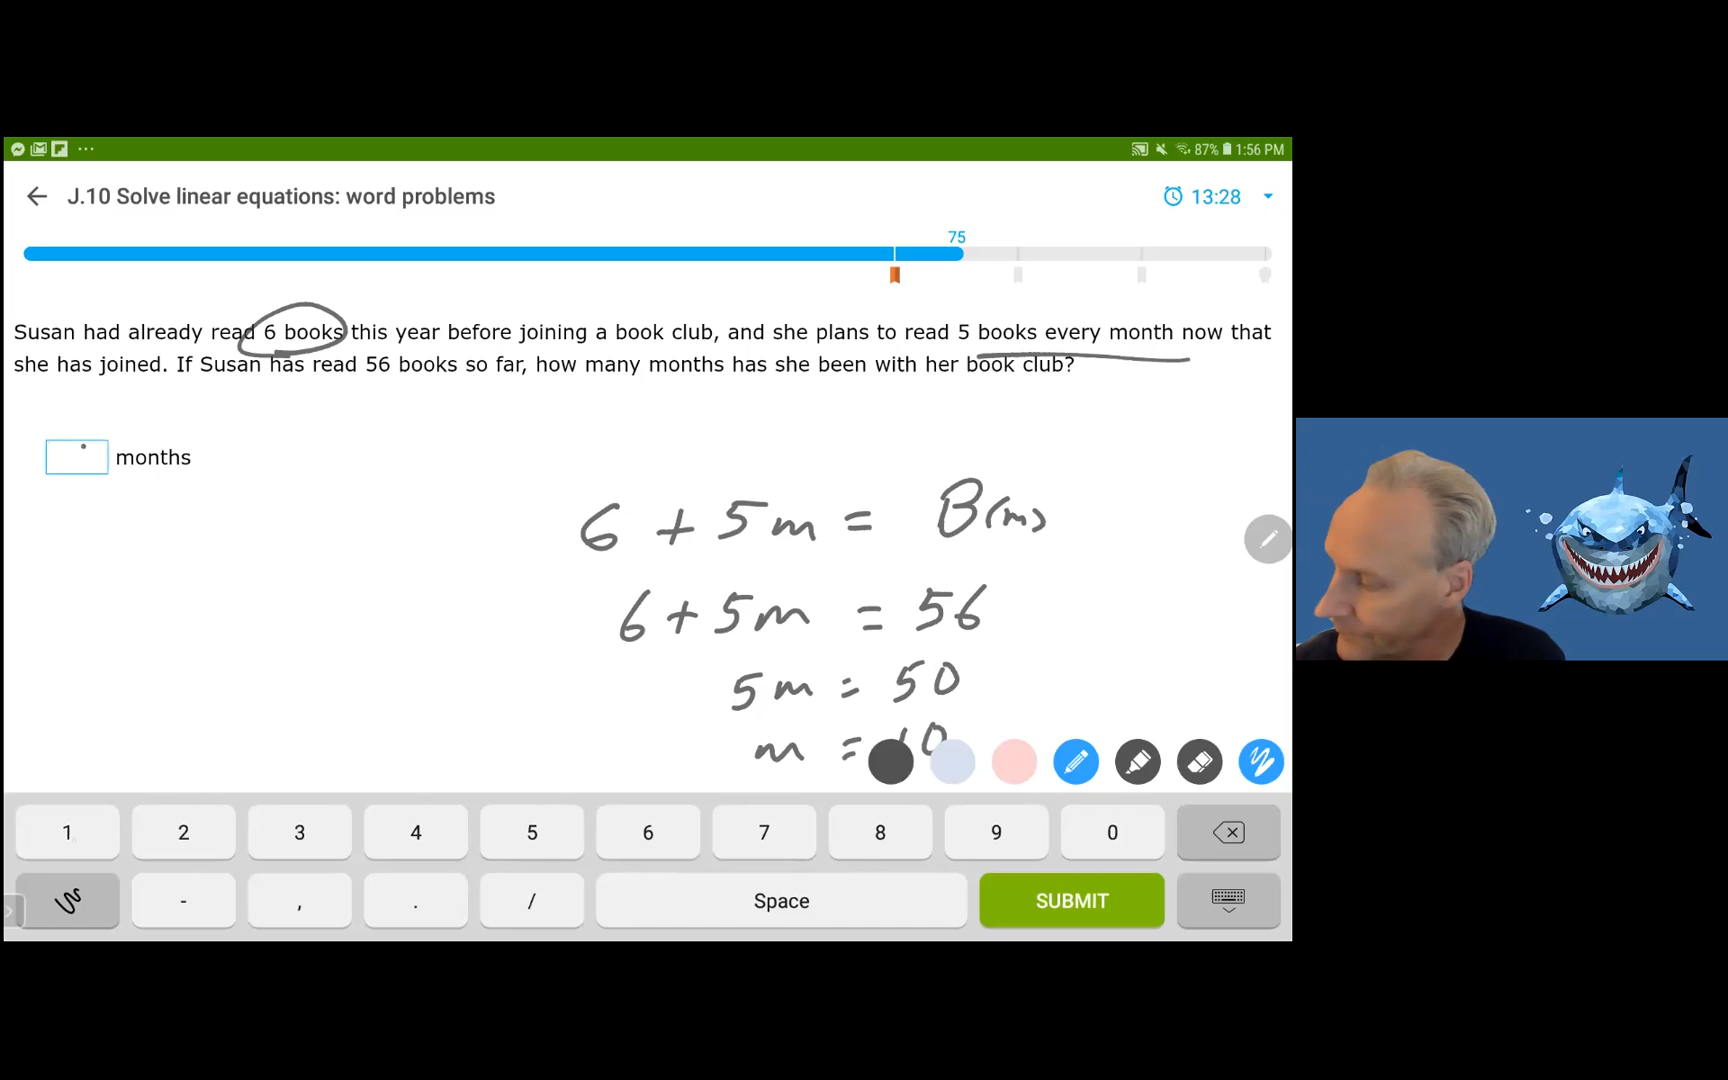 87% 1:56 PM
J.10 Solve linear equations: word problems
13:28
75
Susan had already read 6 books this year before joining a book club, and she plans to read 5 books every month now that
she has joined. If Susan has read 56 books so far, how many months has she been with her book club?
months
6 + 5m = B(m)
6 + 5m = 56
5m = 50
m = 10
1 2 3 4 5 6 7 8 9 0
- , . / Space SUBMIT